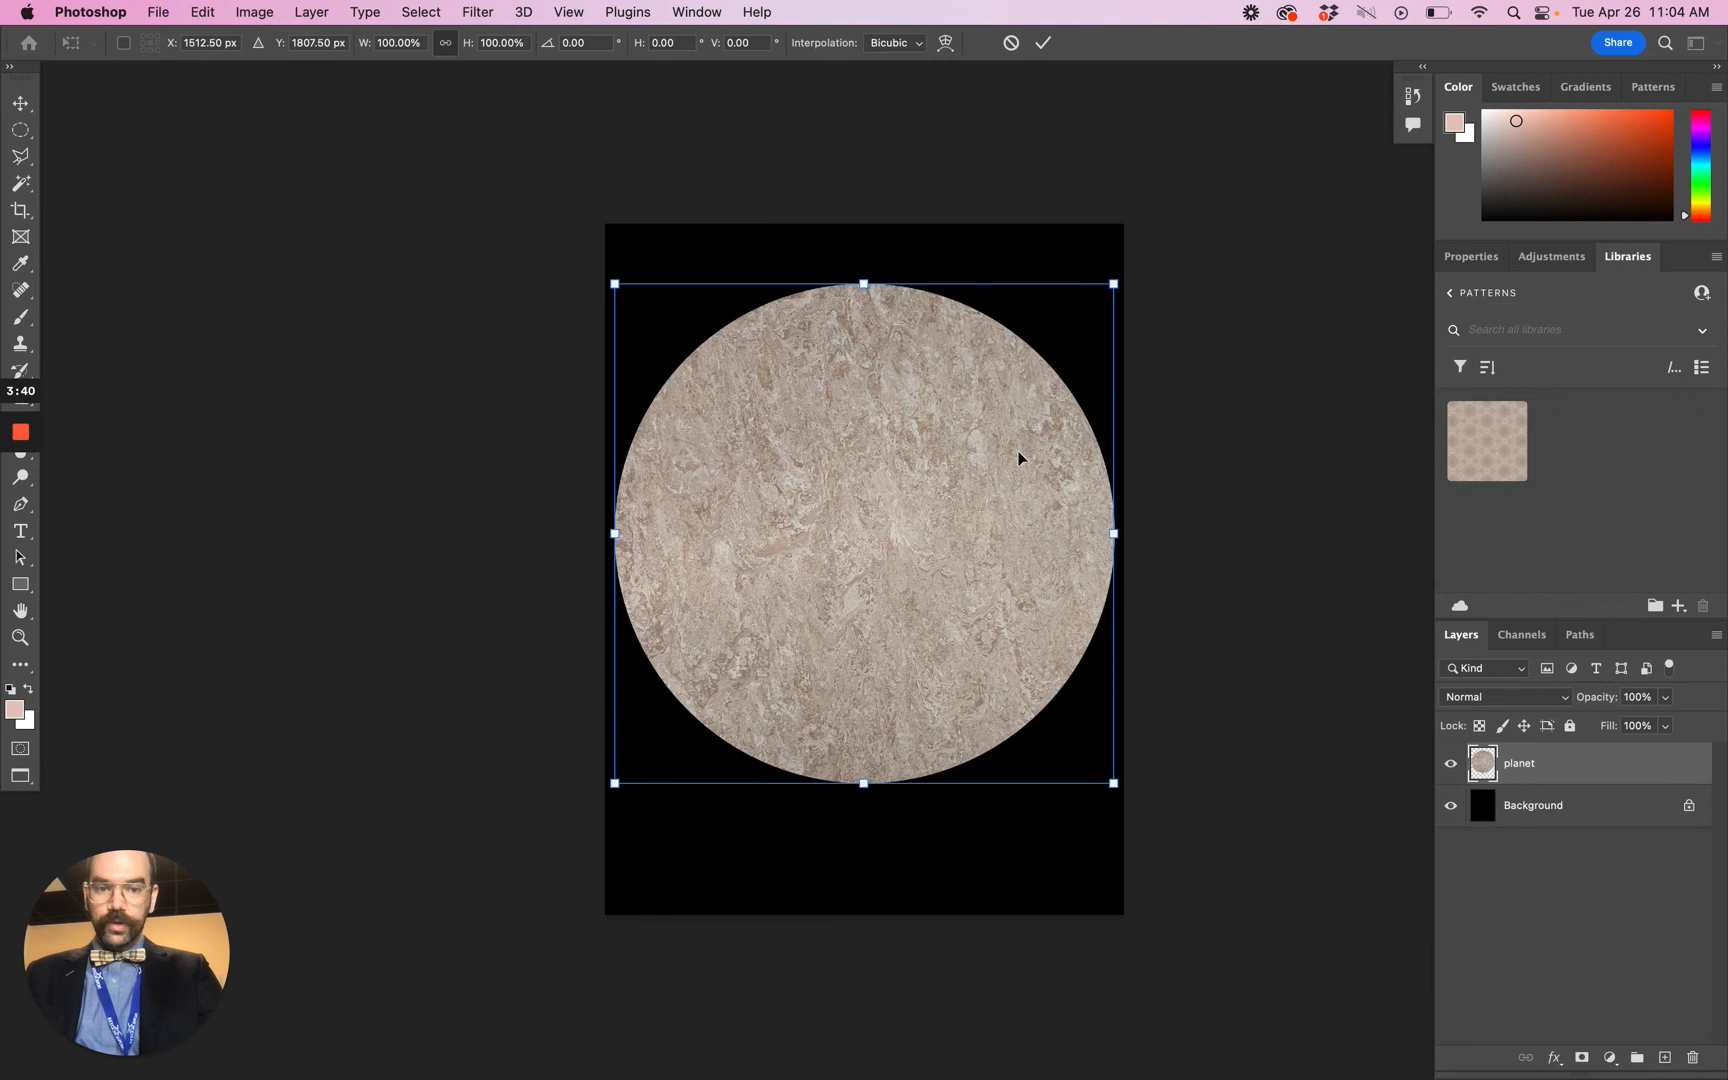 Photoshop File Edit Image Layer Type Select Filter 3D View Plugins Window Help 1 Tue Apr 26 11:04 AM
X: 1512.50 px Y: 1807.50 px W: 100.00% H: 100.00% 0.00 ° H: 0.00 ° V: 0.00 ° Interpolation: Bicubic Share
Color Swatches Gradients Patterns
Properties Adjustments Libraries
PATTERNS
Search all libraries
/...
3:40
T
Layers Channels Paths
Kind T
Normal Opacity: 100%
Lock: Fill: 100%
planet
Background
fx